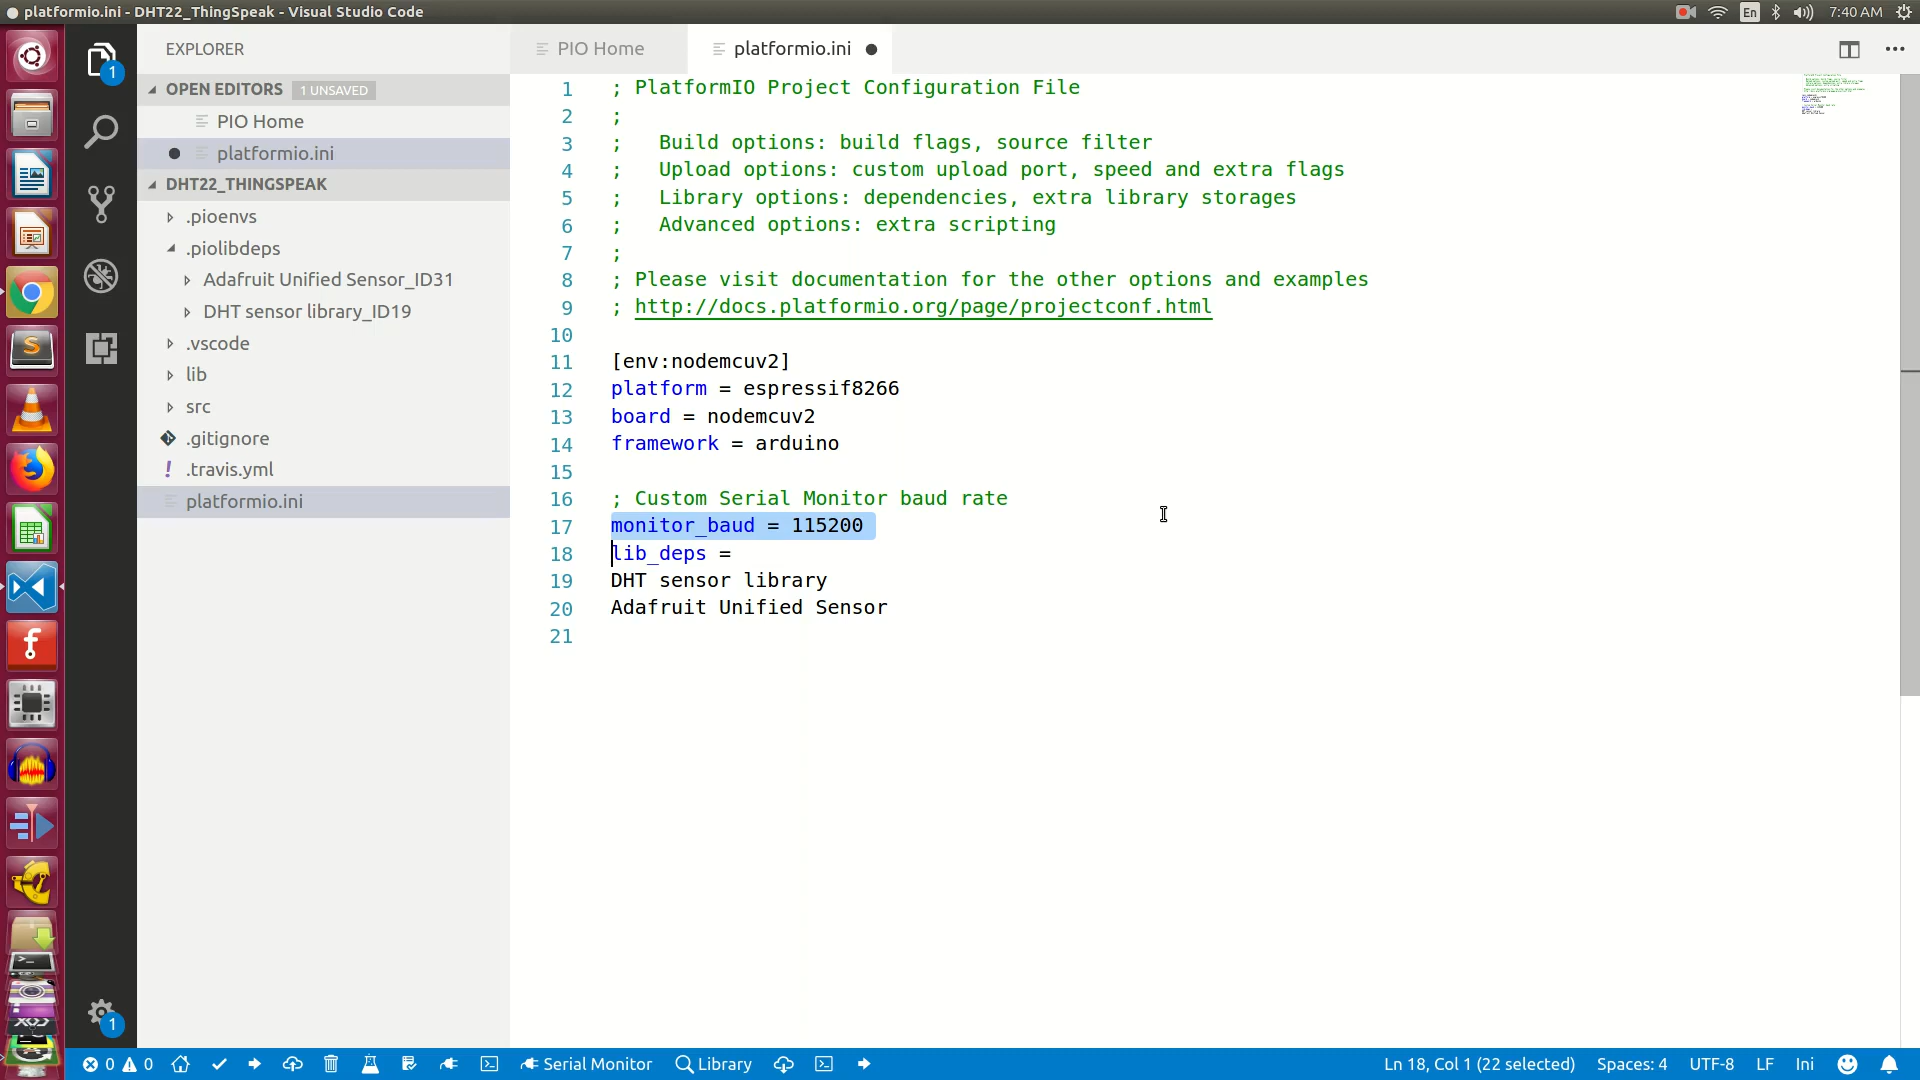 platformio.ini - DHT22_ThingSpeak - Visual Studio Code
En
7:40 AM
1
EXPLORER
OPEN EDITORS 1 UNSAVED
PIO Home
platformio.ini
DHT22_THINGSPEAK
.pioenvs
.piolibdeps
Adafruit Unified Sensor_ID31
DHT sensor library_ID19
.vscode
lib
src
.gitignore
! .travis.yml
platformio.ini
PIO Home
platformio.ini
1 ; PlatformIO Project Configuration File
2 ;
3 ; Build options: build flags, source filter
4 ; Upload options: custom upload port, speed and extra flags
5 ; Library options: dependencies, extra library storages
6 ; Advanced options: extra scripting
7 ;
8 ; Please visit documentation for the other options and examples
9 ; http://docs.platformio.org/page/projectconf.html
10
11 [env:nodemcuv2]
12 platform = espressif8266
13 board = nodemcuv2
14 framework = arduino
15
16 ; Custom Serial Monitor baud rate
17 monitor_baud = 115200
18 lib_deps =
19 DHT sensor library
20 Adafruit Unified Sensor
21
1
0 0 Serial Monitor Library Ln 18, Col 1 (22 selected) Spaces: 4 UTF-8 LF Ini